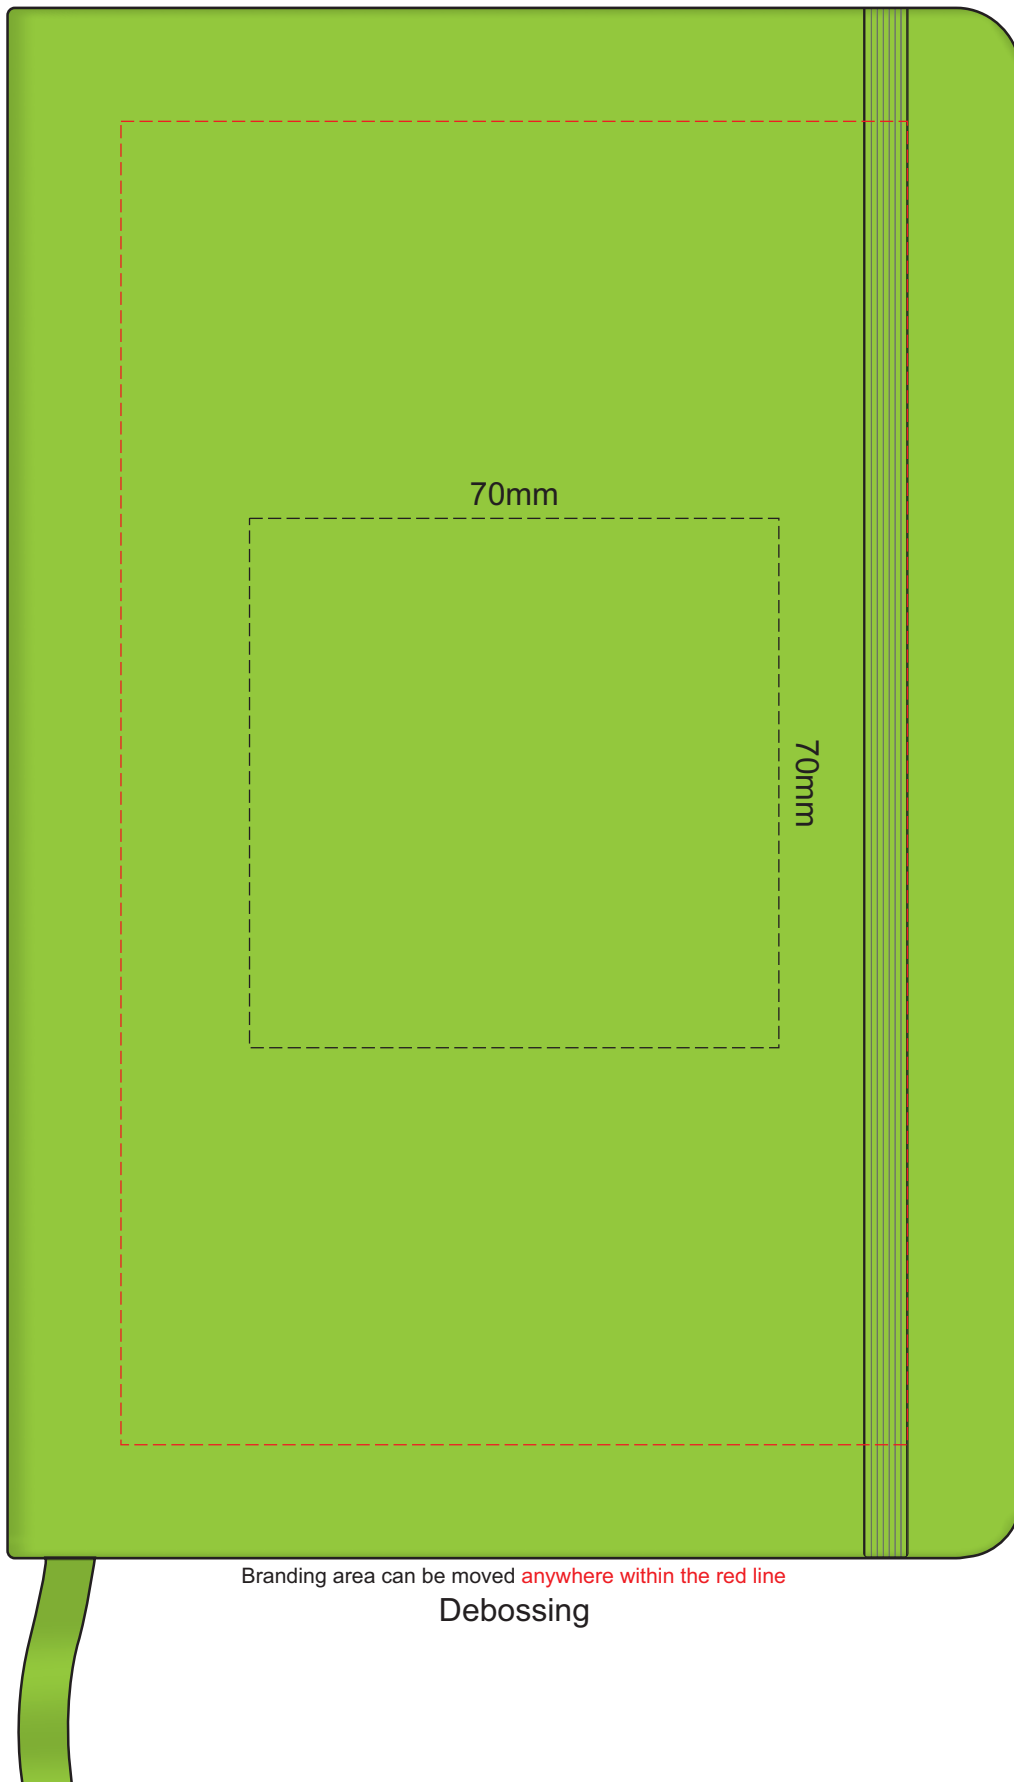 70mm
70mm
Branding area can be moved anywhere within the red line
Debossing